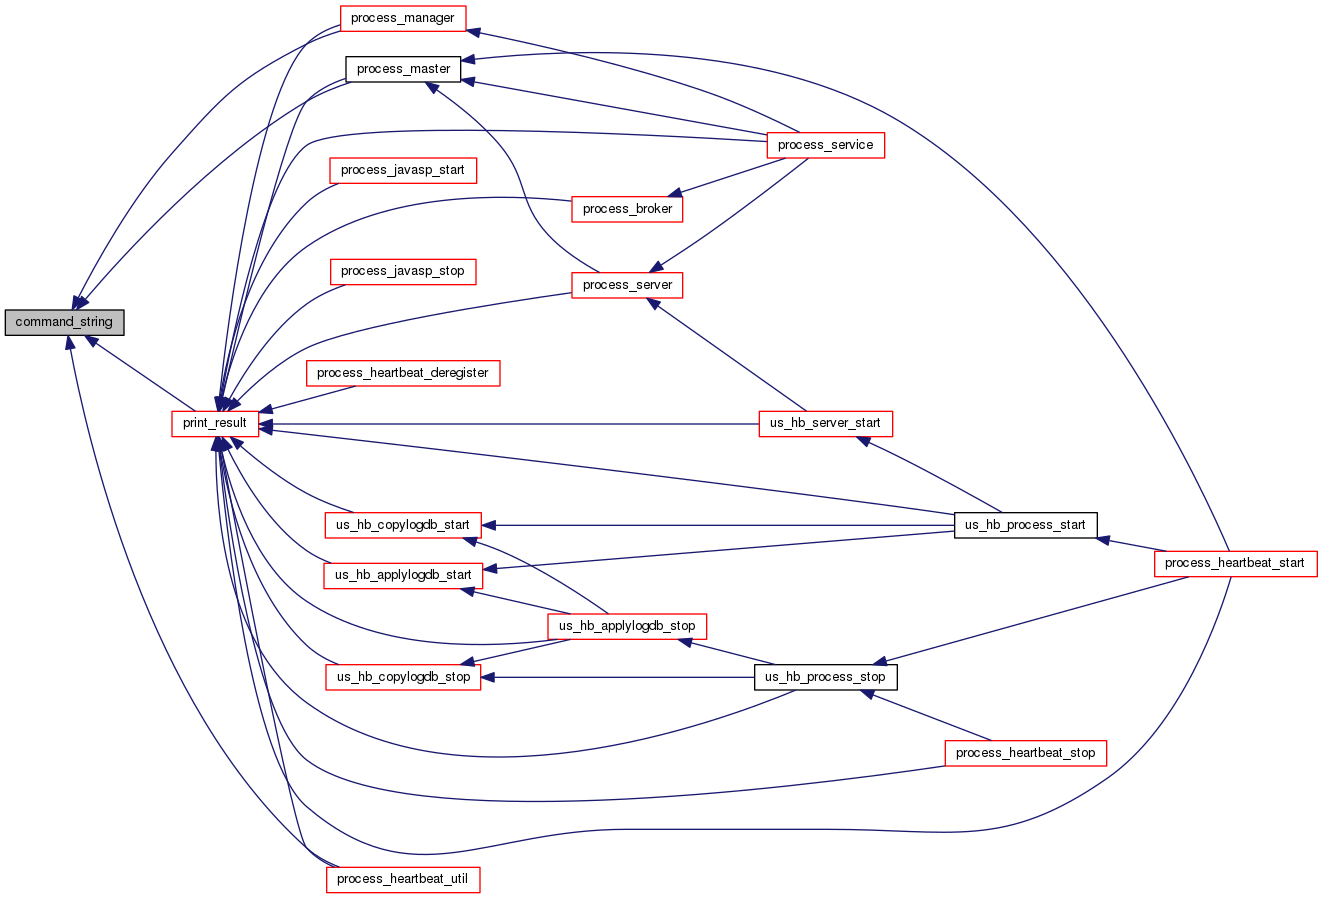 process_manager
process_master
process_service
process_javasp_start
process_broker
process_javasp_stop
process_server
command_string
process_heartbeat_deregister
print_result
us_hb_server_start
us_hb_copylogdb_start
us_hb_process_start
process_heartbeat_start
us_hb_applylogdb_start
us_hb_applylogdb_stop
us_hb_copylogdb_stop
us_hb_process_stop
process_heartbeat_stop
process_heartbeat_util